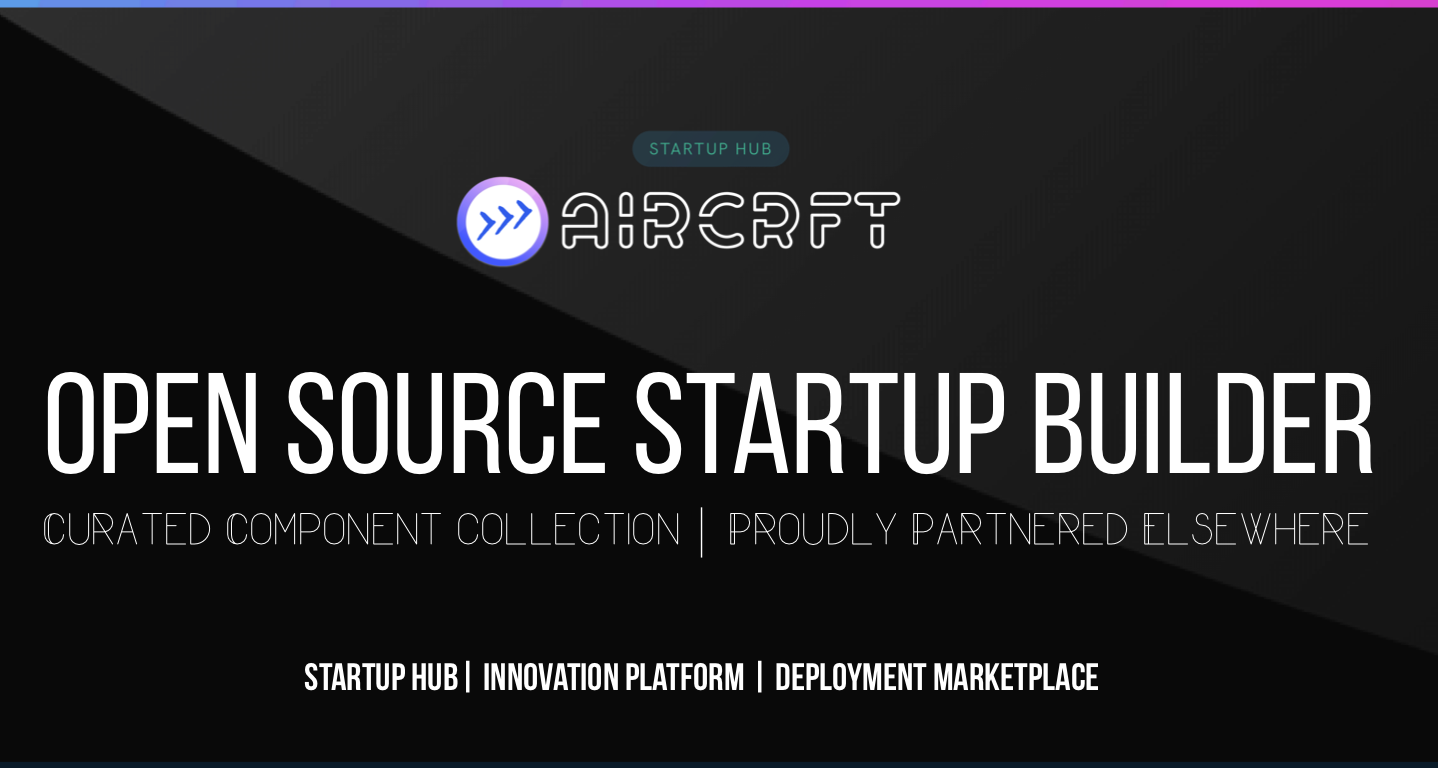 STARTUP HUB
AIRCRFT
OPEN SOURCE STARTUP BUILDER
CURATED COMPONENT COLLECTION | PROUDLY PARTNERED ELSEWHERE
STARTUP HUB | INNOVATION PLATFORM | DEPLOYMENT MARKETPLACE